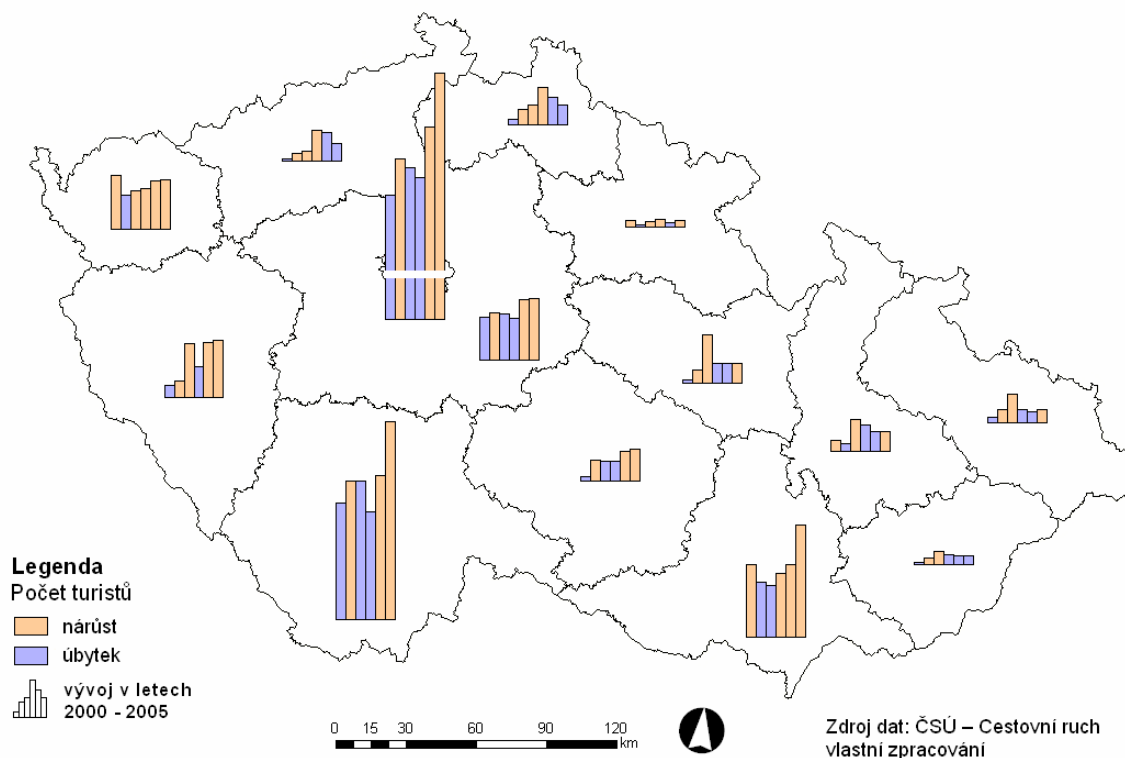 Legenda
Počet turistů
nárůst
úbytek
vývoj v letech
2000 - 2005
0 15 30 60 90 120
km
Zdroj dat: ČSÚ – Cestovní ruch
vlastní zpracování